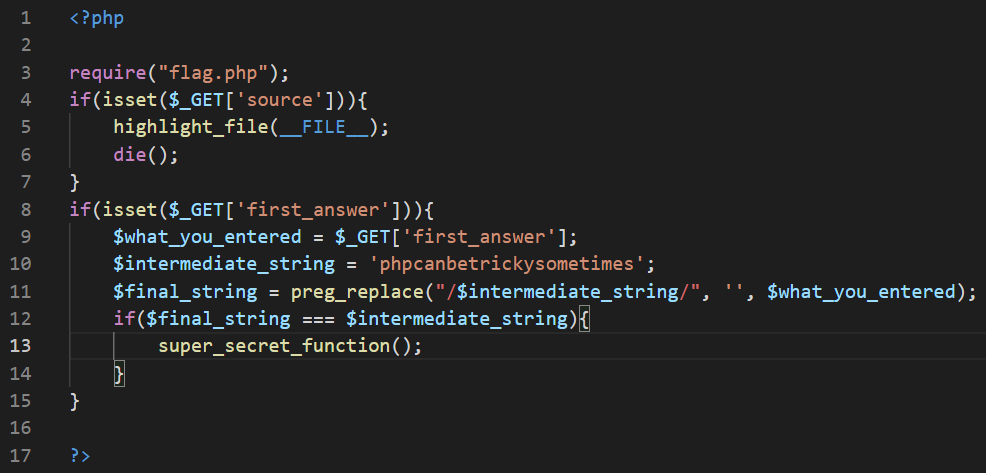 1 <?php
2
3 require("flag.php");
4 if(isset($_GET['source'])){
5     highlight_file(__FILE__);
6     die();
7 }
8 if(isset($_GET['first_answer'])){
9     $what_you_entered = $_GET['first_answer'];
10     $intermediate_string = 'phpcanbetrickysometimes';
11     $final_string = preg_replace("/$intermediate_string/", '', $what_you_entered);
12     if($final_string === $intermediate_string){
13         super_secret_function();
14     }
15 }
16
17 ?>